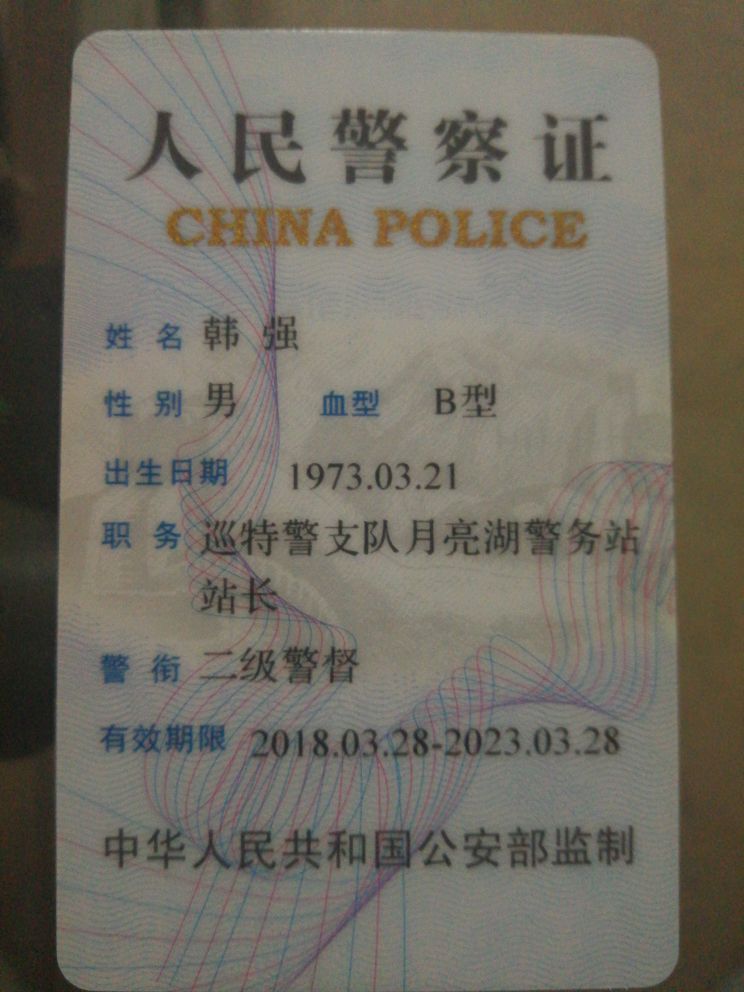 人民警察证
CHINA POLICE
姓名 韩强
性别 男 血型 B型
出生日期 1973.03.21
职务 巡特警支队月亮湖警务站
站长
警衔 二级警督
有效期限 2018.03.28-2023.03.28
中华人民共和国公安部监制